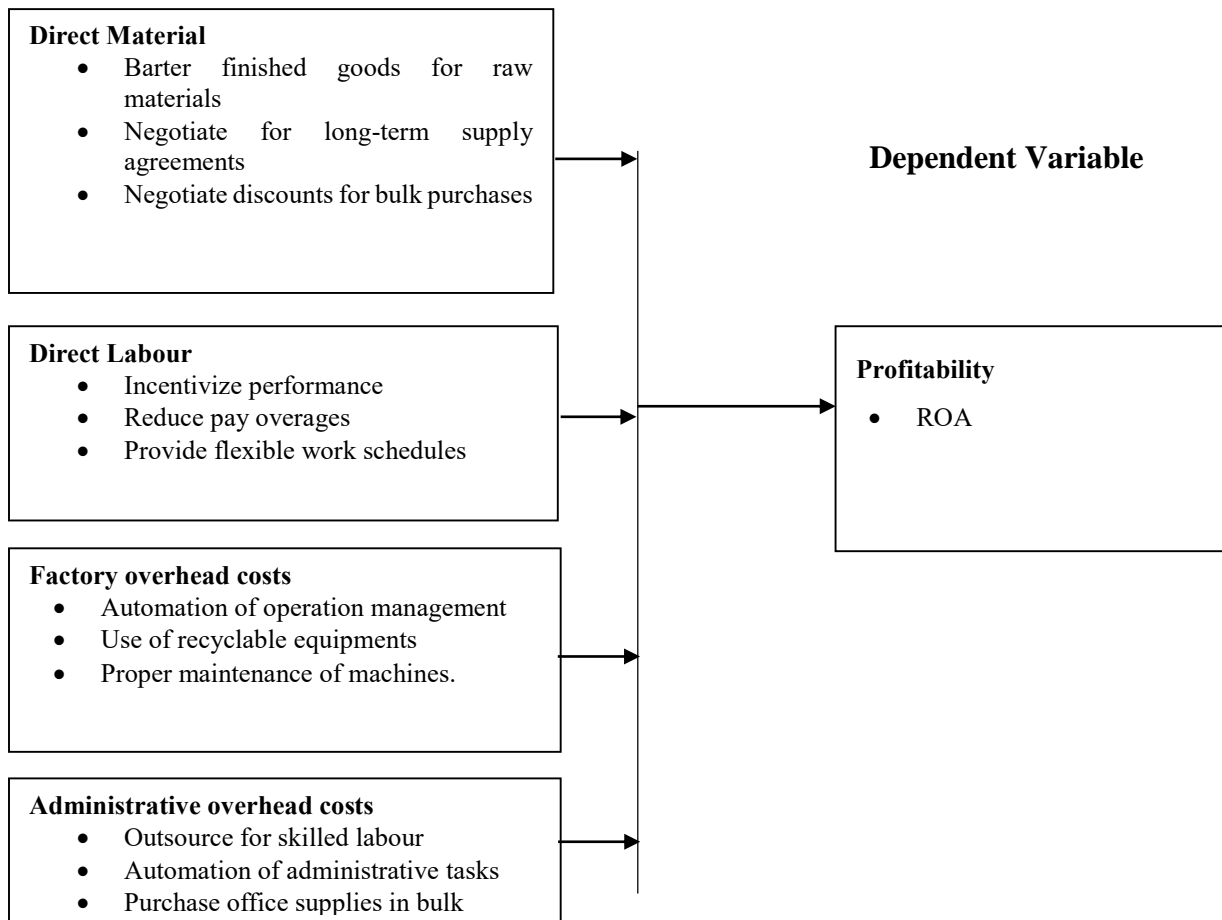 Direct Material
• Barter finished goods for raw
materials
• Negotiate for long-term supply
agreements
• Negotiate discounts for bulk purchases
Dependent Variable
Direct Labour
• Incentivize performance
• Reduce pay overages
• Provide flexible work schedules
Profitability
• ROA
Factory overhead costs
• Automation of operation management
• Use of recyclable equipments
• Proper maintenance of machines.
Administrative overhead costs
• Outsource for skilled labour
• Automation of administrative tasks
• Purchase office supplies in bulk